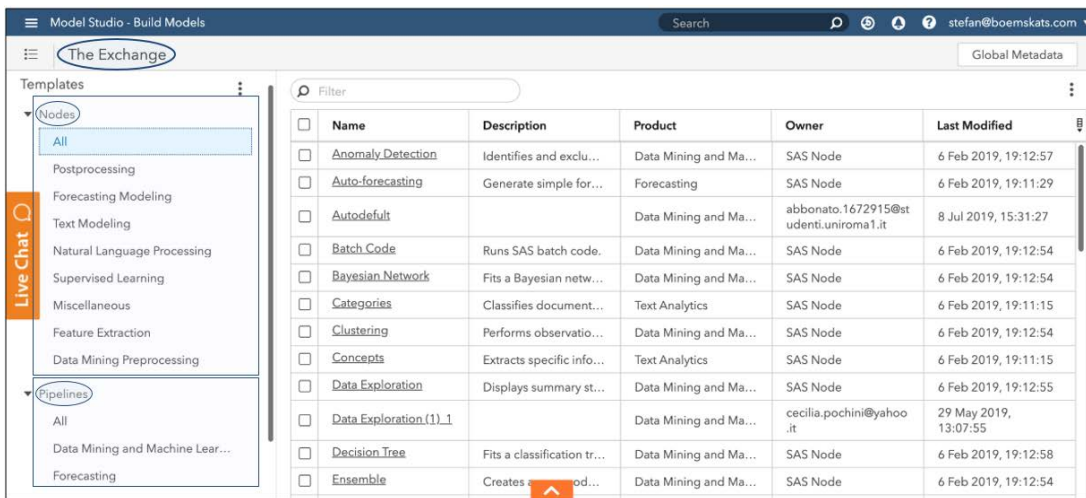 Model Studio - Build Models
Search
stefan@boemskats.com
The Exchange
Global Metadata
Templates
Nodes
All
Postprocessing
Forecasting Modeling
Text Modeling
Natural Language Processing
Supervised Learning
Miscellaneous
Feature Extraction
Data Mining Preprocessing
Pipelines
All
Data Mining and Machine Lear...
Forecasting
Live Chat
Filter
Name Description Product Owner Last Modified
Anomaly Detection Identifies and exclu... Data Mining and Ma... SAS Node 6 Feb 2019, 19:12:57
Auto-forecasting Generate simple for... Forecasting SAS Node 6 Feb 2019, 19:11:29
Autodefult Data Mining and Ma... abbonato.1672915@st
udenti.uniroma1.it 8 Jul 2019, 15:31:27
Batch Code Runs SAS batch code. Data Mining and Ma... SAS Node 6 Feb 2019, 19:12:54
Bayesian Network Fits a Bayesian netw... Data Mining and Ma... SAS Node 6 Feb 2019, 19:12:54
Categories Classifies document... Text Analytics SAS Node 6 Feb 2019, 19:11:15
Clustering Performs observatio... Data Mining and Ma... SAS Node 6 Feb 2019, 19:12:54
Concepts Extracts specific info... Text Analytics SAS Node 6 Feb 2019, 19:11:15
Data Exploration Displays summary st... Data Mining and Ma... SAS Node 6 Feb 2019, 19:12:55
Data Exploration (1)_1 Data Mining and Ma... cecilia.pochini@yahoo
.it 29 May 2019,
13:07:55
Decision Tree Fits a classification tr... Data Mining and Ma... SAS Node 6 Feb 2019, 19:12:58
Ensemble Creates Data Mining and Ma... SAS Node 6 Feb 2019, 19:12:54